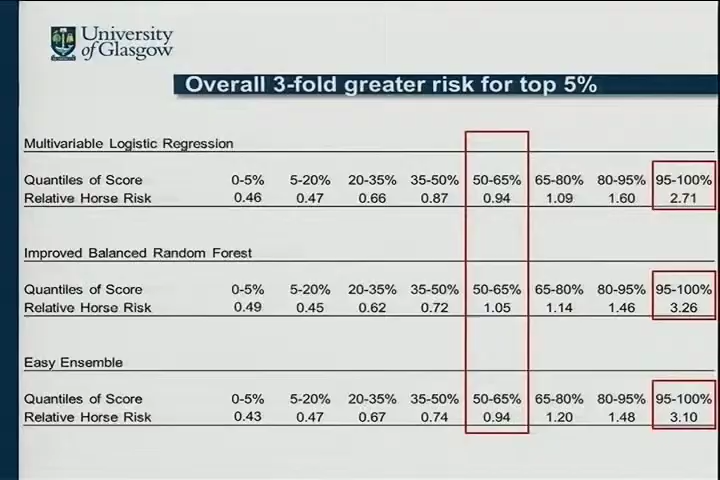 University
of Glasgow
Overall 3-fold greater risk for top 5%
Multivariable Logistic Regression
Quantiles of Score 0-5% 5-20% 20-35% 35-50% 50-65% 65-80% 80-95% 95-100%
Relative Horse Risk 0.46 0.47 0.66 0.87 0.94 1.09 1.60 2.71
Improved Balanced Random Forest
Quantiles of Score 0-5% 5-20% 20-35% 35-50% 50-65% 65-80% 80-95% 95-100%
Relative Horse Risk 0.49 0.45 0.62 0.72 1.05 1.14 1.46 3.26
Easy Ensemble
Quantiles of Score 0-5% 5-20% 20-35% 35-50% 50-65% 65-80% 80-95% 95-100%
Relative Horse Risk 0.43 0.47 0.67 0.74 0.94 1.20 1.48 3.10